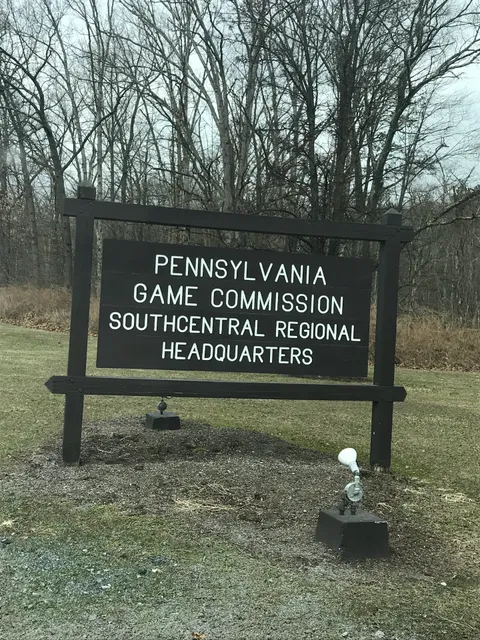 PENNSYLVANIA
GAME COMMISSION
SOUTHCENTRAL REGIONAL
HEADQUARTERS